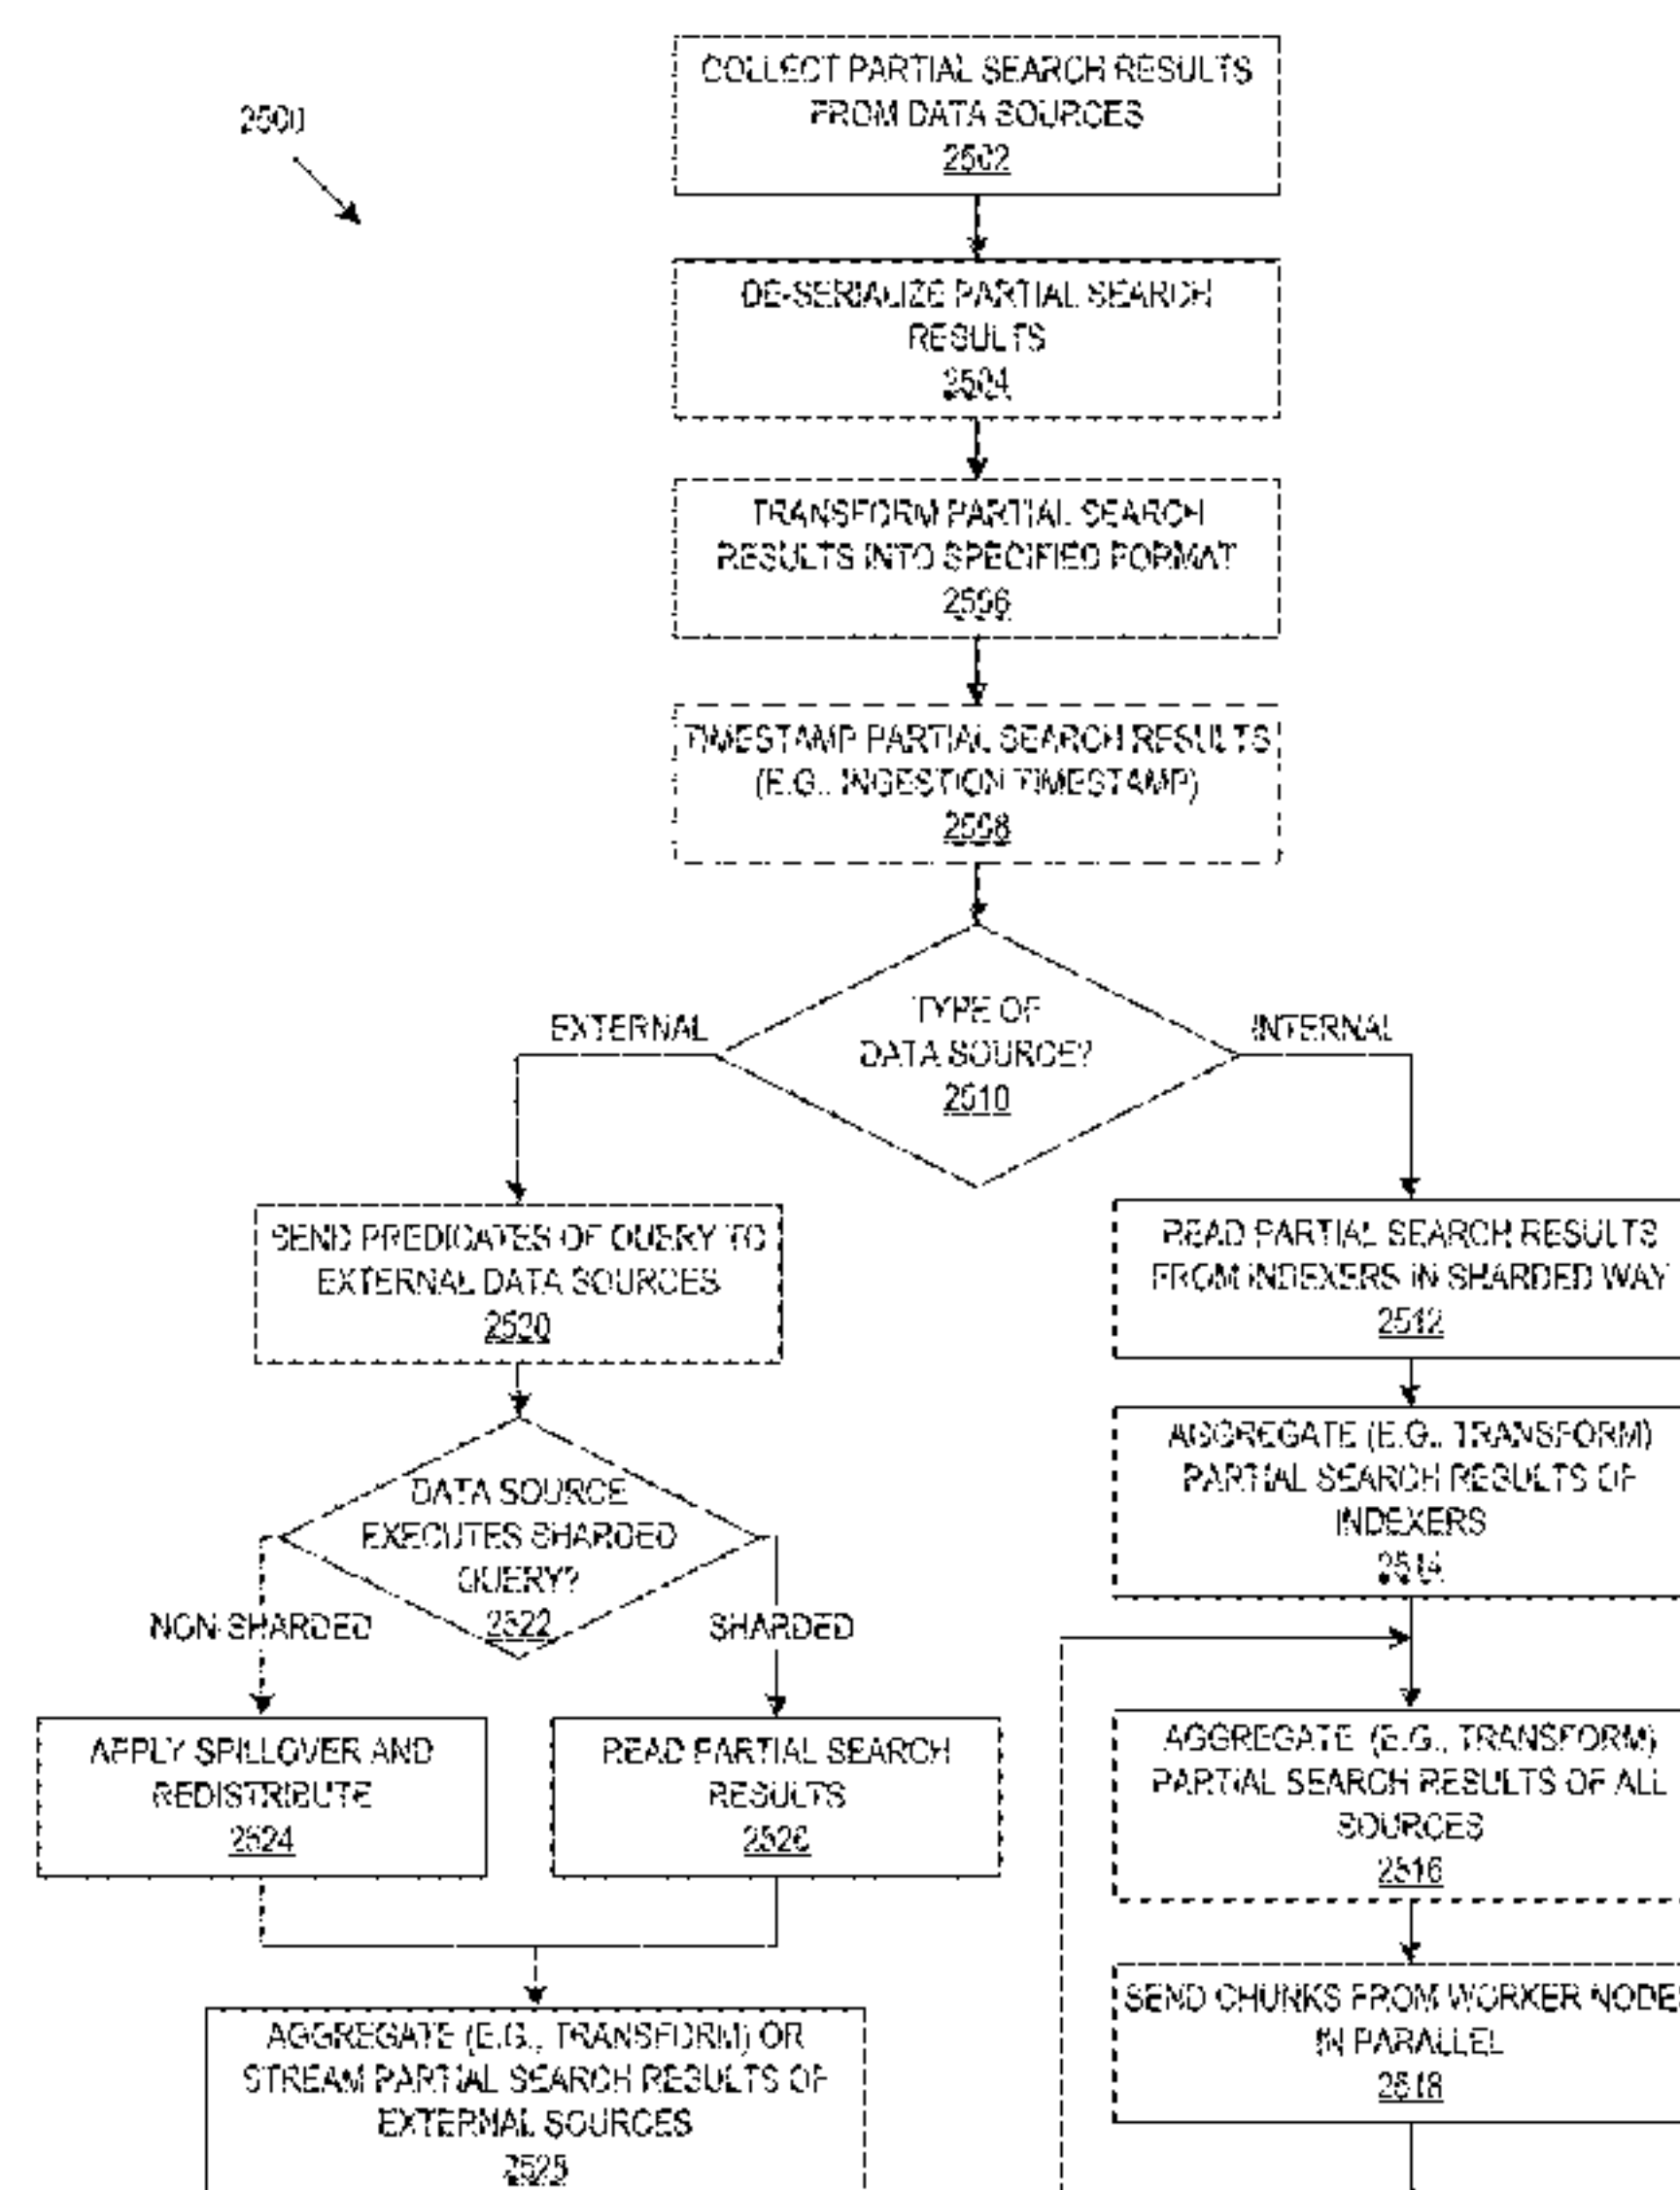 2500
COLLECT PARTIAL SEARCH RESULTS
FROM DATA SOURCES
2502
DE-SERIALIZE PARTIAL SEARCH
RESULTS
2504
TRANSFORM PARTIAL SEARCH
RESULTS INTO SPECIFIED FORMAT
2506
TIMESTAMP PARTIAL SEARCH RESULTS
(E.G., INGESTION TIMESTAMP)
2508
TYPE OF
DATA SOURCE?
2510
EXTERNAL
INTERNAL
SEND PREDICATES OF QUERY TO
EXTERNAL DATA SOURCES
2520
DATA SOURCE
EXECUTES SHARDED
QUERY?
2522
NON-SHARDED
SHARDED
APPLY SPILLOVER AND
REDISTRIBUTE
2524
READ PARTIAL SEARCH
RESULTS
2526
AGGREGATE (E.G., TRANSFORM) OR
STREAM PARTIAL SEARCH RESULTS OF
EXTERNAL SOURCES
READ PARTIAL SEARCH RESULTS
FROM INDEXERS IN SHARDED WAY
2512
AGGREGATE (E.G., TRANSFORM)
PARTIAL SEARCH RESULTS OF
INDEXERS
2514
AGGREGATE (E.G., TRANSFORM)
PARTIAL SEARCH RESULTS OF ALL
SOURCES
2516
SEND CHUNKS FROM WORKER NODE
IN PARALLEL
2518